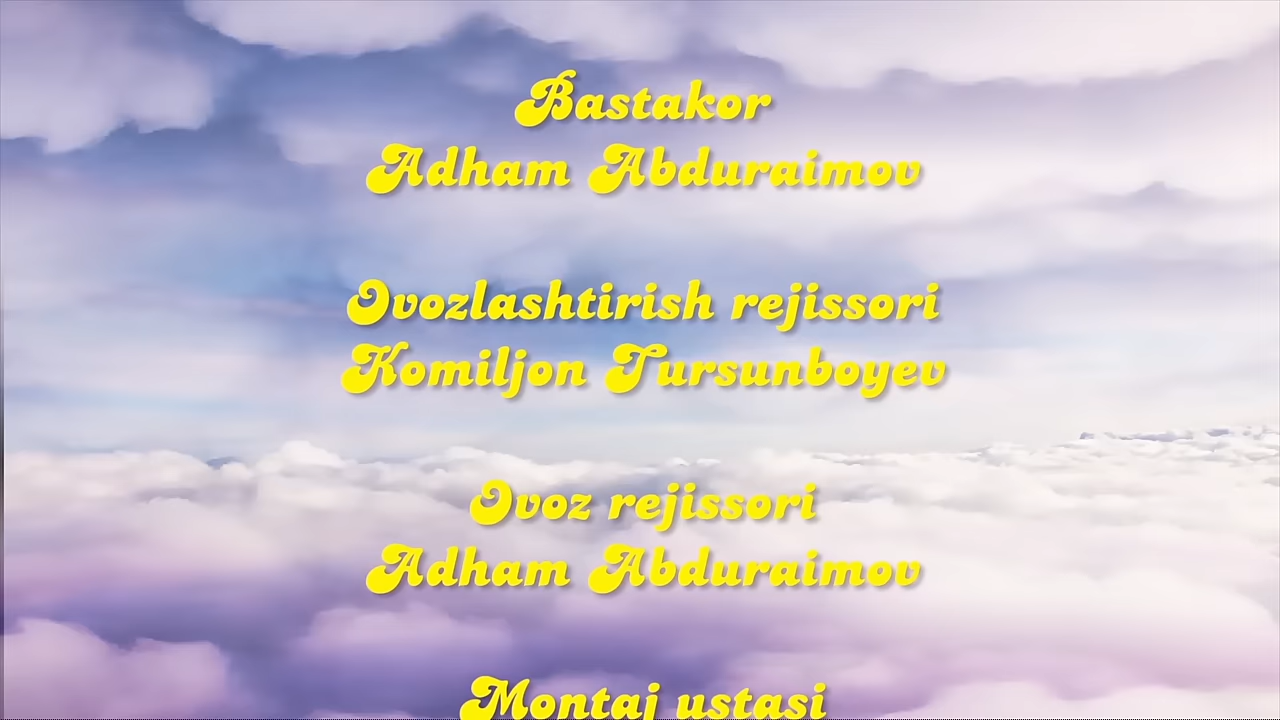 Bastakor
Adham Abduraimov
Ovozlashtirish rejissori
Komiljon Tursunboyev
Ovoz rejissori
Adham Abduraimov
Montaj ustasi